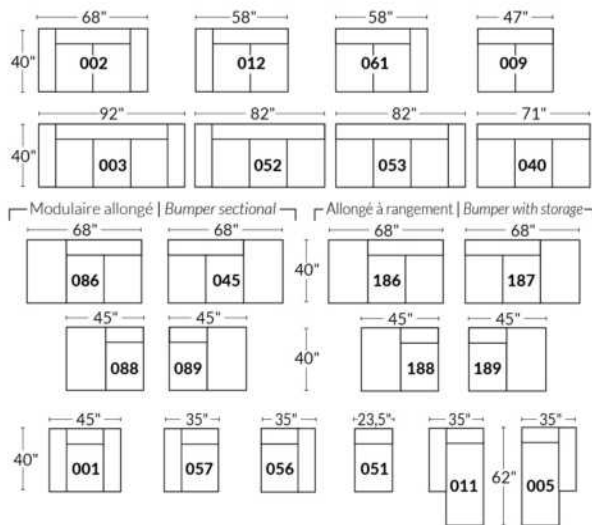 68" 58" 58" 47"
40" 002 012 061 009
92" 82" 82" 71"
40" 003 052 053 040
Modulaire allongé | Bumper sectional Allongé à rangement | Bumper with storage
68" 68" 68" 68"
086 045 40" 186 187
45" 45" 45" 45"
088 089 40" 188 189
45" 35" 35" 23,5" 35" 35"
40" 001 057 056 051 011 62" 005